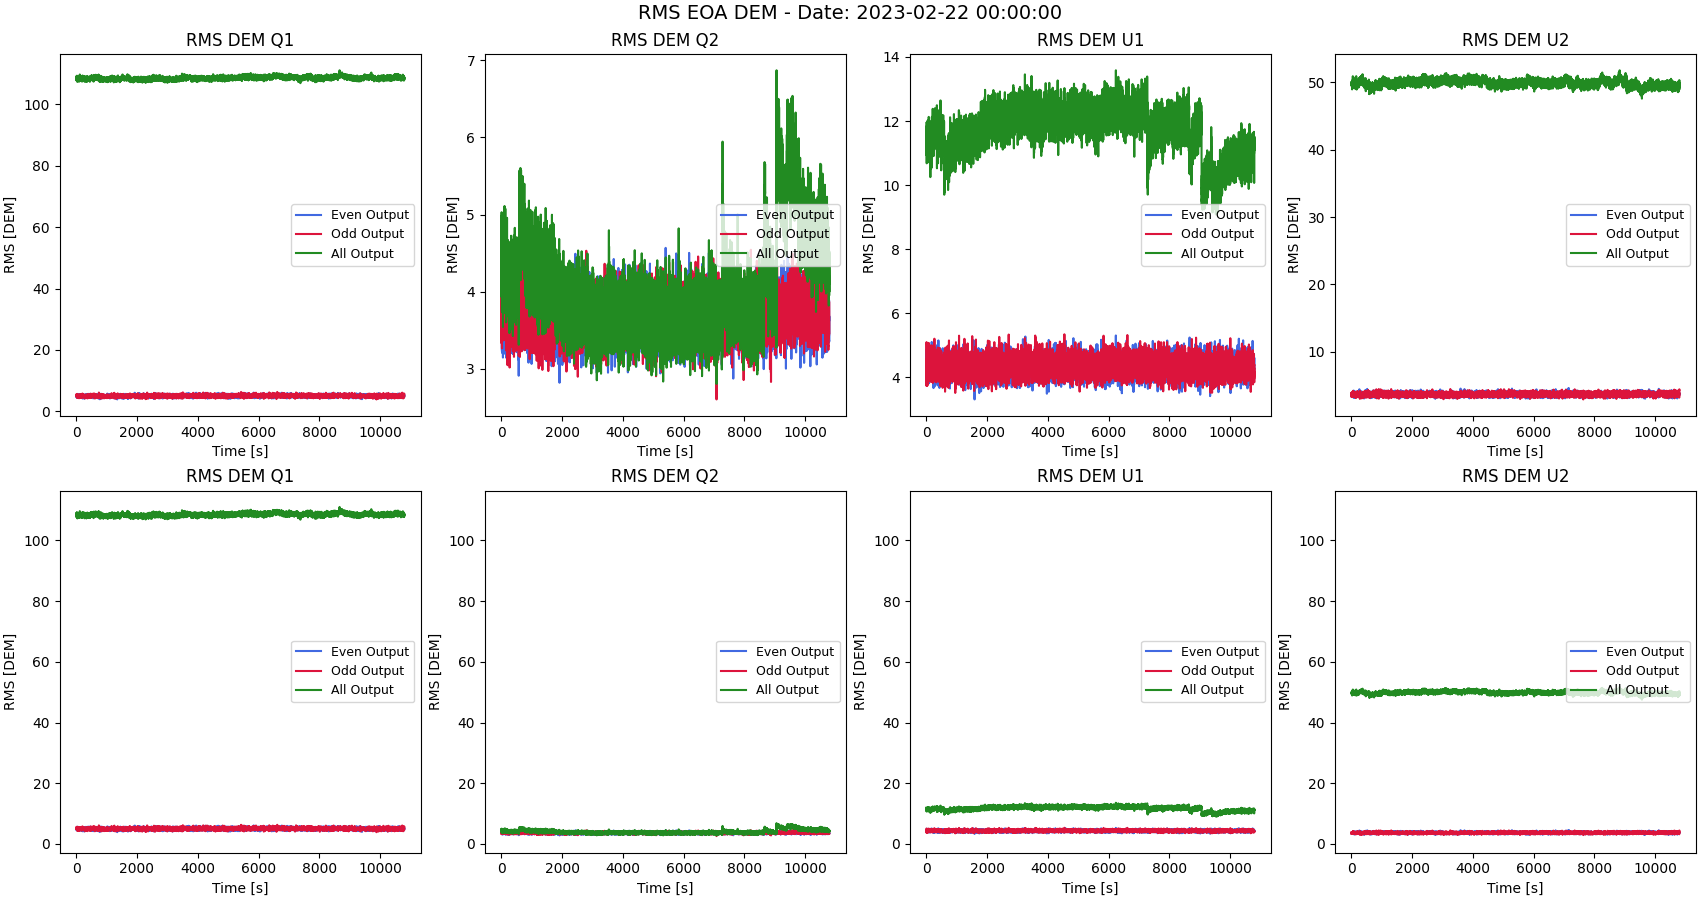 RMS EOA DEM - Date: 2023-02-22 00:00:00
RMS DEM Q1
RMS [DEM]
100
80
60
40
20
0
Even Output
Odd Output
All Output
0 2000 4000 6000 8000 10000
Time [s]
RMS DEM Q2
RMS [DEM]
7
6
5
4
3
Even Output
Odd Output
All Output
0 2000 4000 6000 8000 10000
Time [s]
RMS DEM U1
RMS [DEM]
14
12
10
8
6
4
Even Output
Odd Output
All Output
0 2000 4000 6000 8000 10000
Time [s]
RMS DEM U2
RMS [DEM]
50
40
30
20
10
Even Output
Odd Output
All Output
0 2000 4000 6000 8000 10000
Time [s]
RMS DEM Q1
RMS [DEM]
100
80
60
40
20
0
Even Output
Odd Output
All Output
0 2000 4000 6000 8000 10000
Time [s]
RMS DEM Q2
RMS [DEM]
100
80
60
40
20
0
Even Output
Odd Output
All Output
0 2000 4000 6000 8000 10000
Time [s]
RMS DEM U1
RMS [DEM]
100
80
60
40
20
0
Even Output
Odd Output
All Output
0 2000 4000 6000 8000 10000
Time [s]
RMS DEM U2
RMS [DEM]
100
80
60
40
20
0
Even Output
Odd Output
All Output
0 2000 4000 6000 8000 10000
Time [s]